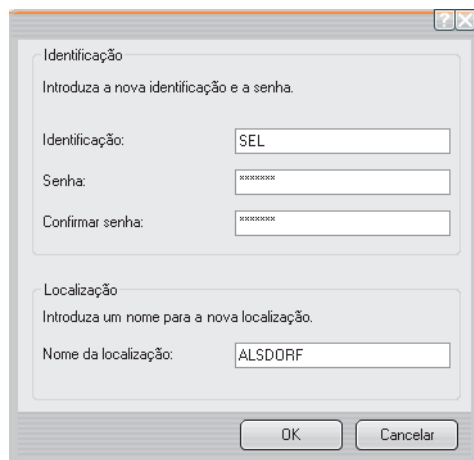 Identificação
Introduza a nova identificação e a senha.
Identificação: SEL
Senha: *******
Confirmar senha: *******
Localização
Introduza um nome para a nova localização.
Nome da localização: ALSDORF
OK Cancelar